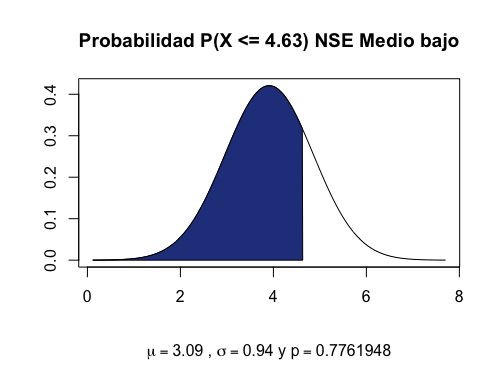 Probabilidad P(X <= 4.63) NSE Medio bajo
0.4
0.3
0.2
0.1
0.0
0 2 4 6 8
μ = 3.09 , σ = 0.94 y p = 0.7761948